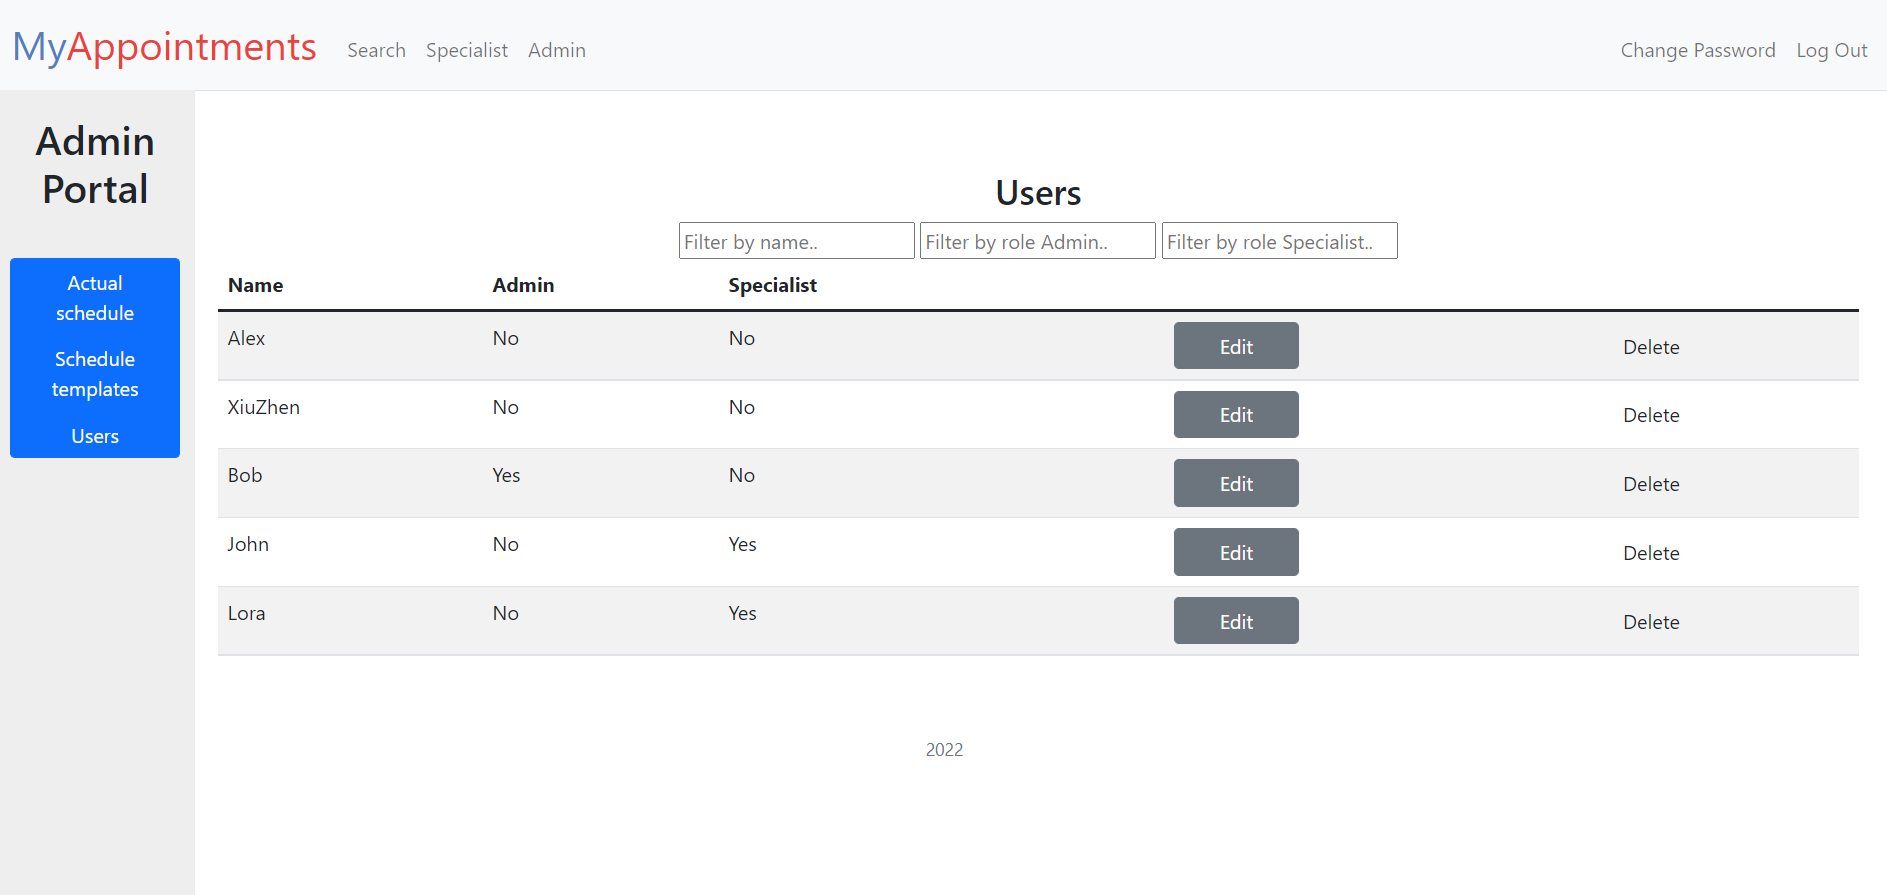 MyAppointments Search Specialist Admin Change Password Log Out
Admin
Portal
Actual
schedule
Schedule
templates
Users
Users
Filter by name.. Filter by role Admin.. Filter by role Specialist..
Name Admin Specialist
Alex No No Edit Delete
XiuZhen No No Edit Delete
Bob Yes No Edit Delete
John No Yes Edit Delete
Lora No Yes Edit Delete
2022